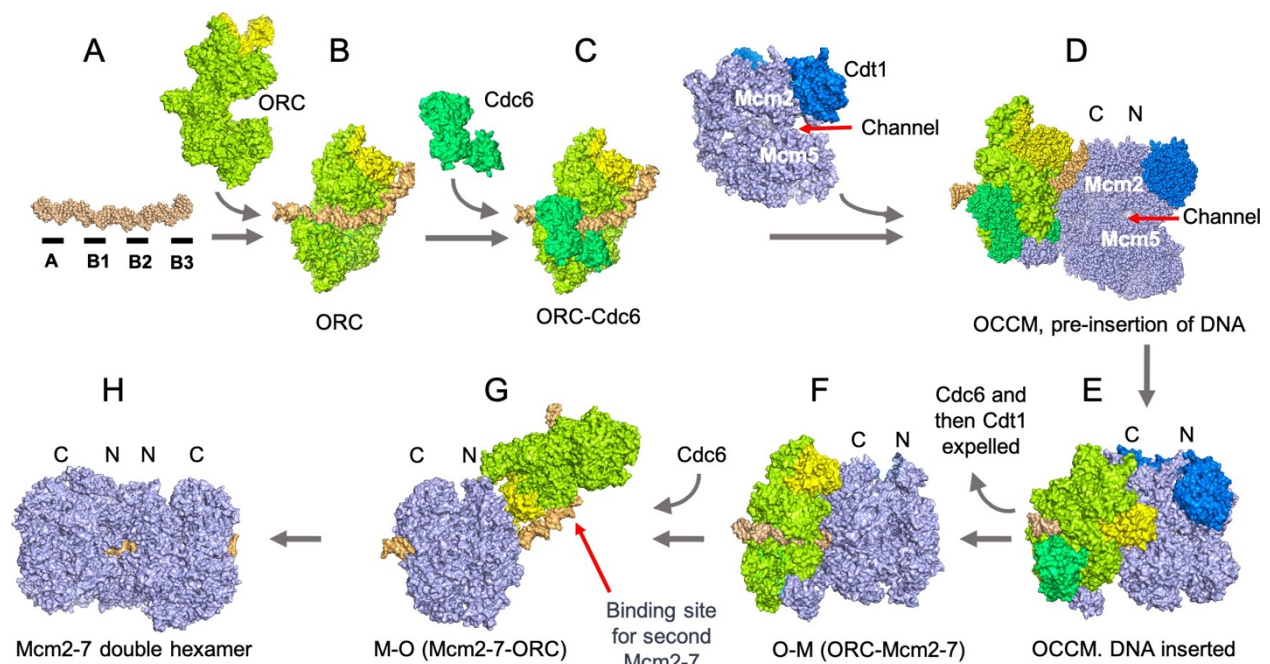 A
B
C
D
ORC
Cdc6
Cdt1
Mcm2
Channel
Mcm5
C N
Mcm2
Channel
Mcm5
A B1 B2 B3
ORC
ORC-Cdc6
OCCM, pre-insertion of DNA
H
G
F
E
Cdc6 and
then Cdt1
expelled
C N N C
C N
Cdc6
C N
C N
Binding site
for second
Mcm2-7
Mcm2-7 double hexamer
M-O (Mcm2-7-ORC)
O-M (ORC-Mcm2-7)
OCCM. DNA inserted